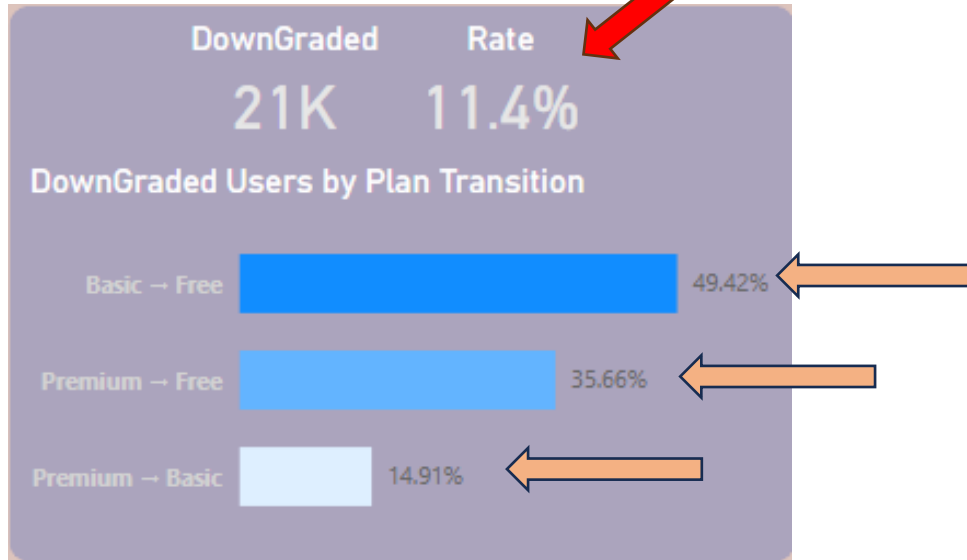 DownGraded Rate
21K 11.4%
DownGraded Users by Plan Transition
Basic → Free 49.42%
Premium → Free 35.66%
Premium → Basic 14.91%